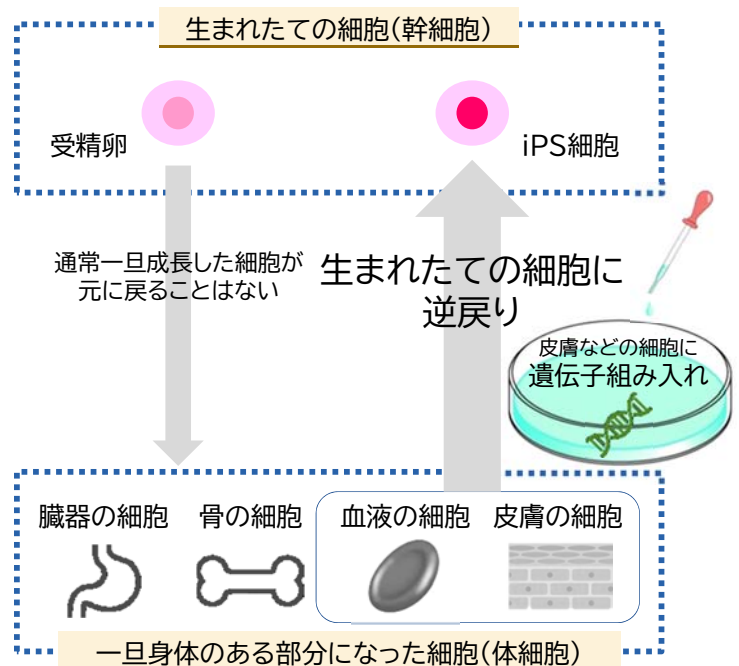 生まれたての細胞(幹細胞)
受精卵
iPS細胞
通常一旦成長した細胞が
元に戻ることはない
生まれたての細胞に
逆戻り
皮膚などの細胞に
遺伝子組み入れ
臓器の細胞
骨の細胞
血液の細胞
皮膚の細胞
一旦身体のある部分になった細胞(体細胞)